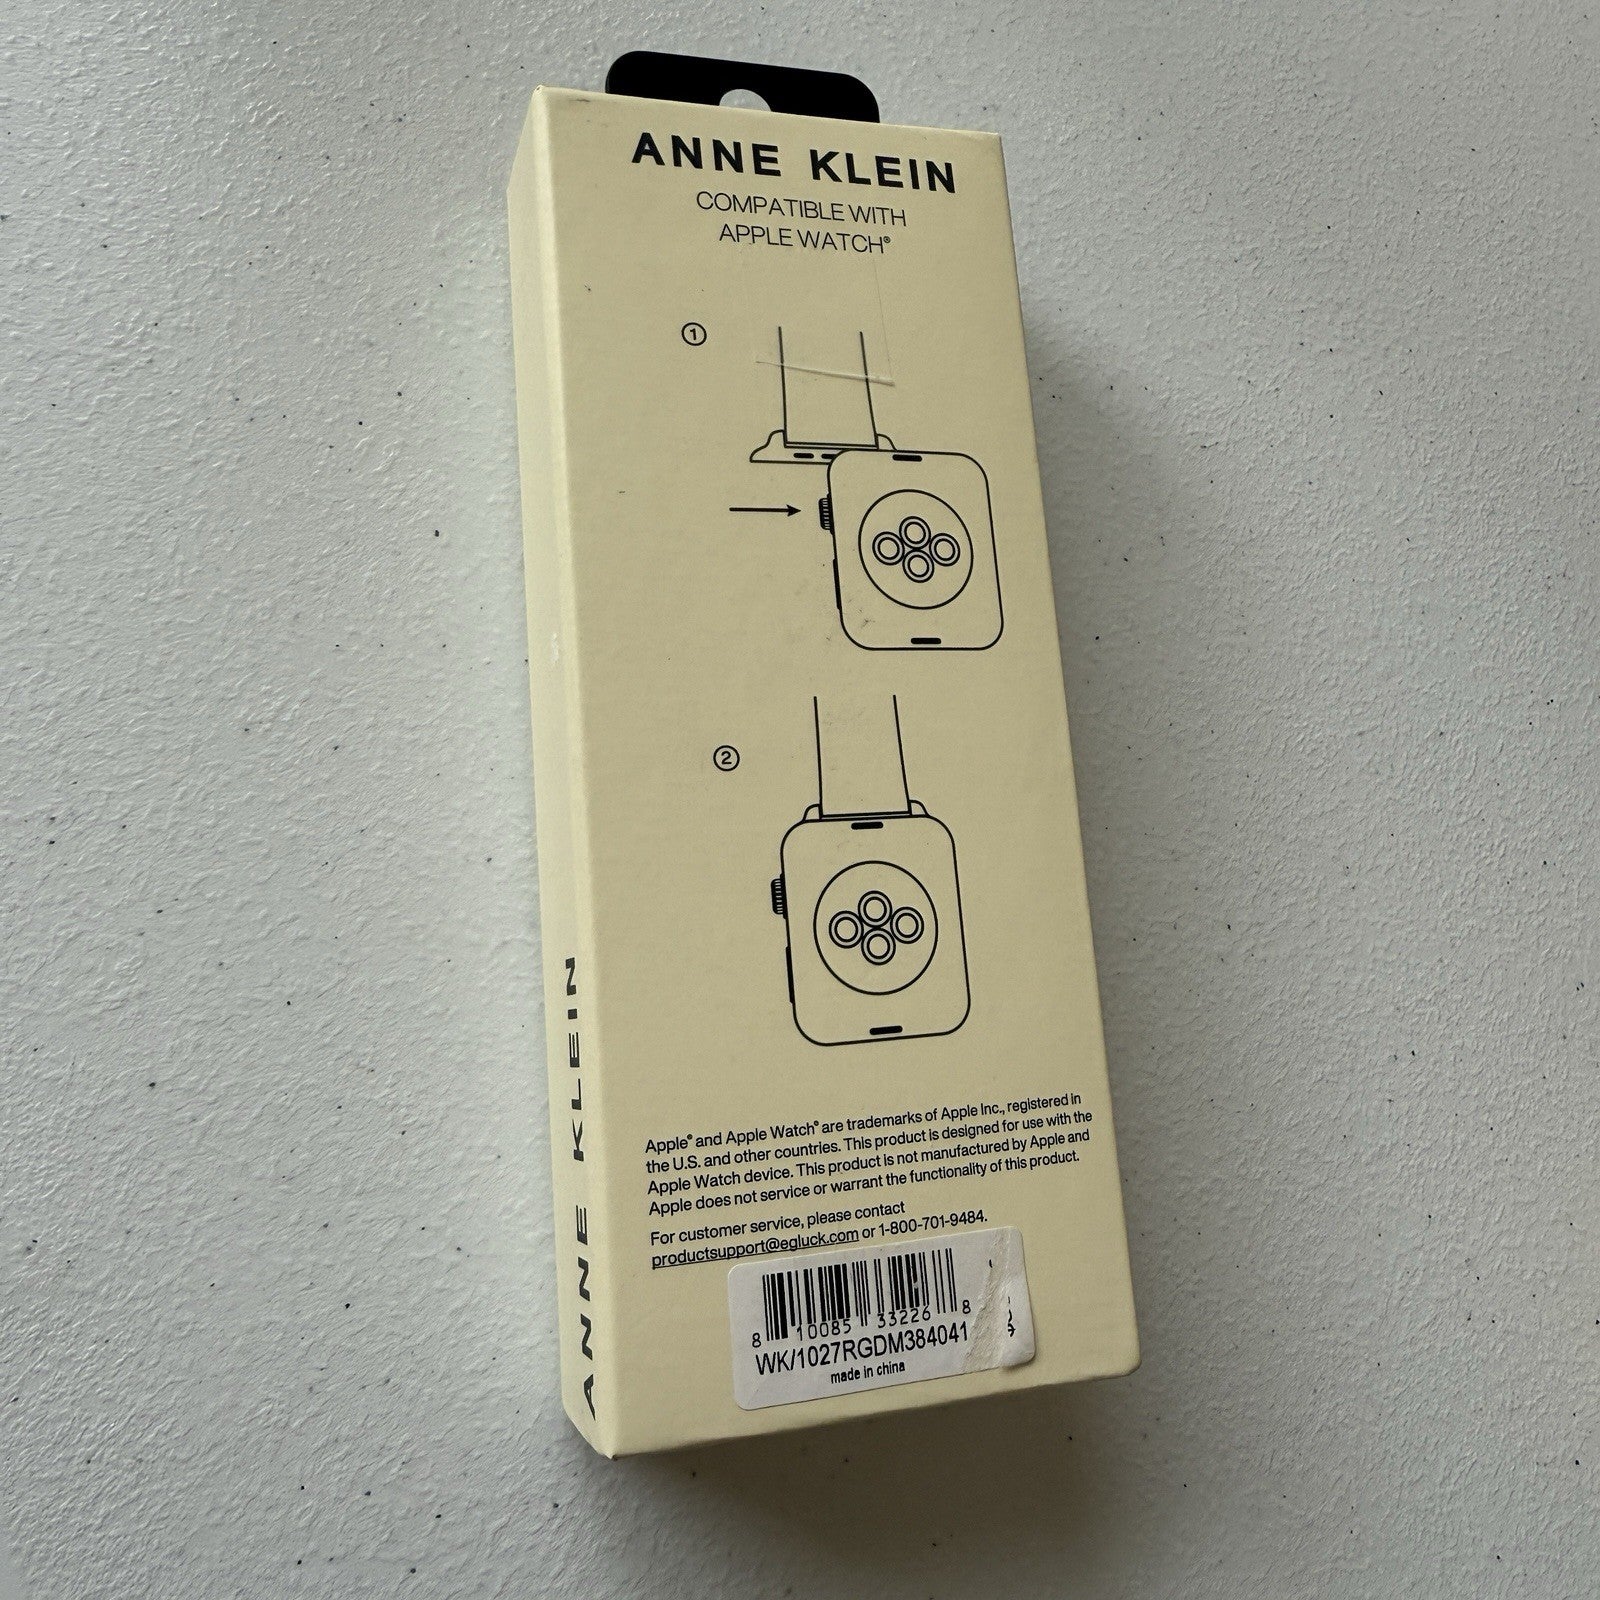 ANNE KLEIN
COMPATIBLE WITH
APPLE WATCH®
1
2
Apple® and Apple Watch® are trademarks of Apple Inc., registered in
the U.S. and other countries. This product is designed for use with the
Apple Watch device. This product is not manufactured by Apple and
Apple does not service or warrant the functionality of this product.
For customer service, please contact
productsupport@egluck.com or 1-800-701-9484.
8 10085 33226 8
WK/1027RGDM384041
made in china
ANNE KLEIN